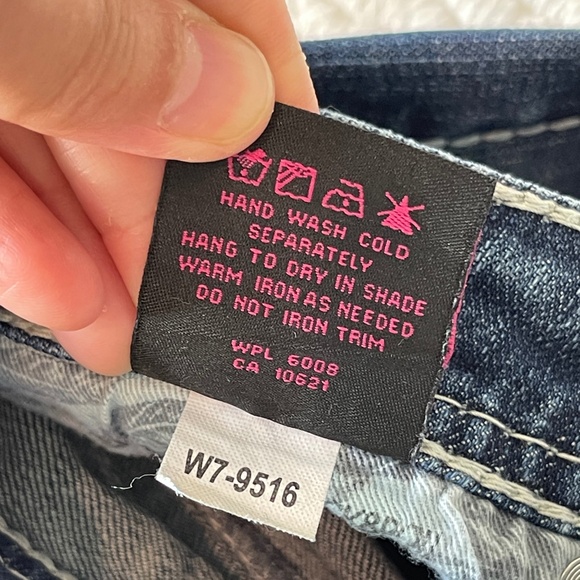 HAND WASH COLD
SEPARATELY
HANG TO DRY IN SHADE
WARM IRON AS NEEDED
DO NOT IRON TRIM
WPL 6008
CA 10621
W7-9516